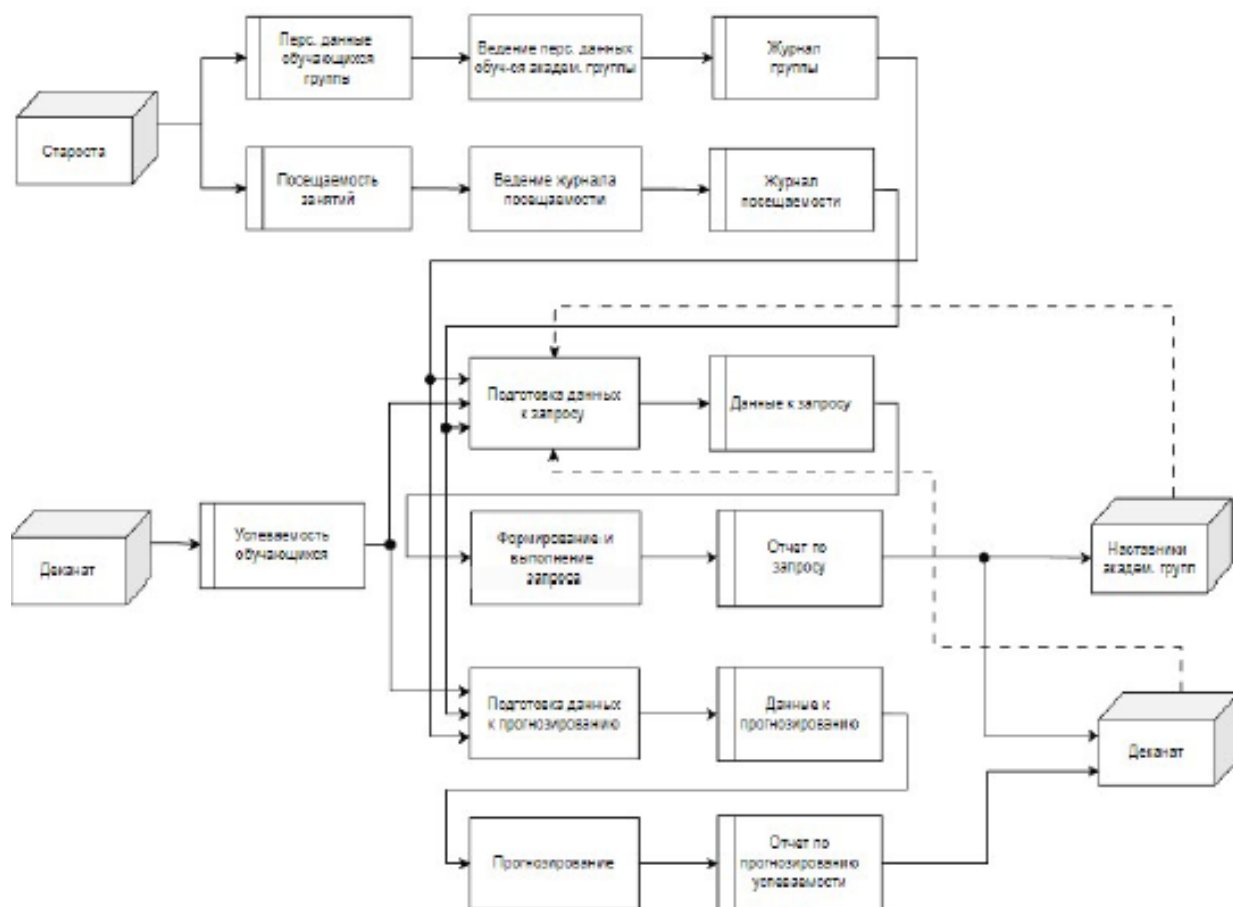 Перс. данные
обучающихся
группы
Ведение перс. данных
обуч-ся академ. группы
Журнал
группы
Староста
Посещаемость
занятий
Ведение журнала
посещаемости
Журнал
посещаемости
Подготовка данных
к запросу
Данные к запросу
Деканат
Успеваемость
обучающихся
Формирование и
выполнение
запроса
Отчет по
запросу
Наставники
академ. групп
Подготовка данных
к прогнозированию
Данные к
прогнозированию
Деканат
Прогнозирование
Отчет по
прогнозированию
успеваемости